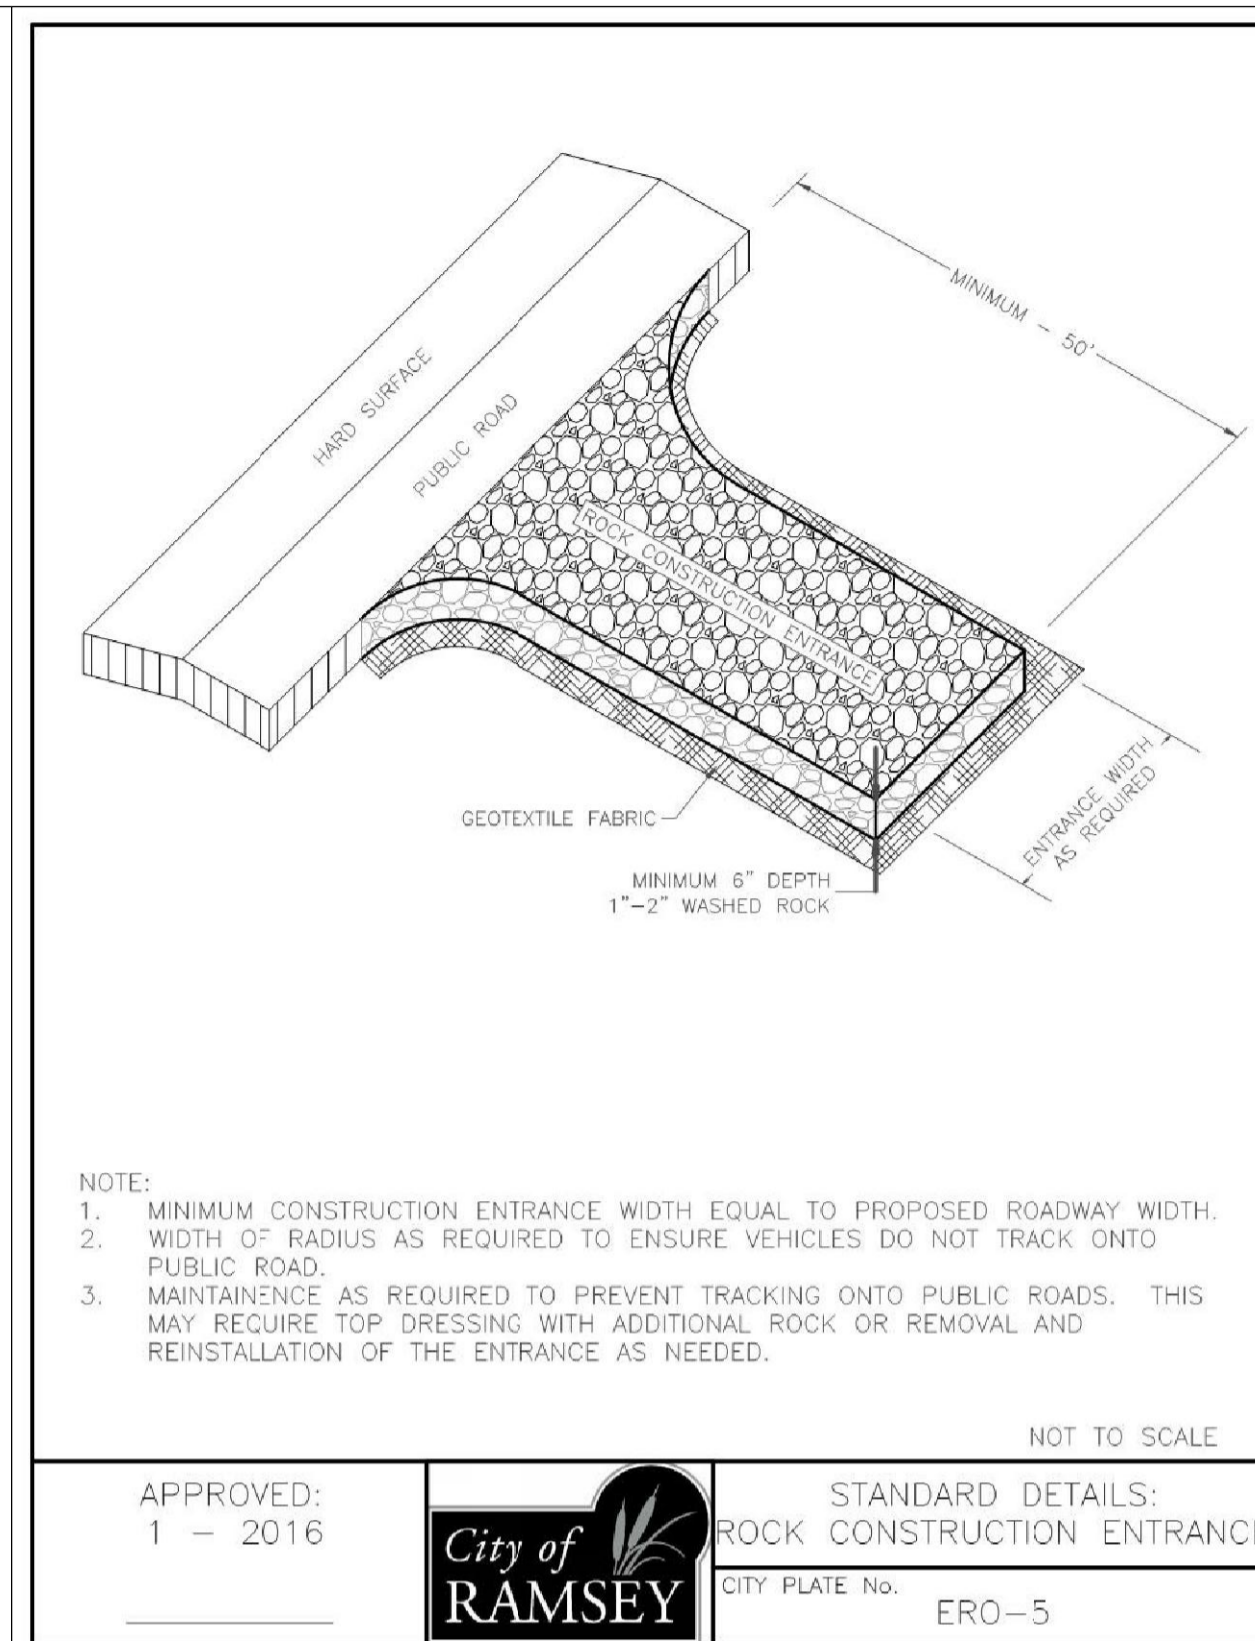 MINIMUM - 50'
HARD SURFACE
PUBLIC ROAD
ROCK CONSTRUCTION ENTRANCE
GEOTEXTILE FABRIC
ENTRANCE WIDTH
AS REQUIRED
MINIMUM 6" DEPTH
1"-2" WASHED ROCK
NOTE:
1. MINIMUM CONSTRUCTION ENTRANCE WIDTH EQUAL TO PROPOSED ROADWAY WIDTH.
2. WIDTH OF RADIUS AS REQUIRED TO ENSURE VEHICLES DO NOT TRACK ONTO
PUBLIC ROAD.
3. MAINTAINENCE AS REQUIRED TO PREVENT TRACKING ONTO PUBLIC ROADS. THIS
MAY REQUIRE TOP DRESSING WITH ADDITIONAL ROCK OR REMOVAL AND
REINSTALLATION OF THE ENTRANCE AS NEEDED.
NOT TO SCALE
APPROVED:
1 - 2016
City of
RAMSEY
STANDARD DETAILS:
ROCK CONSTRUCTION ENTRANCE
CITY PLATE No.
ERO-5